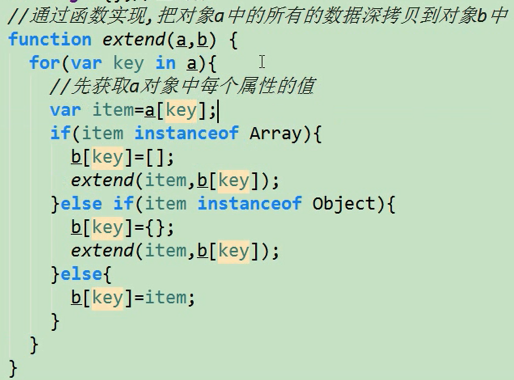 //通过函数实现,把对象a中的所有的数据深拷贝到对象b中
function extend(a,b) {
for(var key in a){
//先获取a对象中每个属性的值
var item=a[key];
if(item instanceof Array){
b[key]=[];
extend(item,b[key]);
}else if(item instanceof Object){
b[key]={};
extend(item,b[key]);
}else{
b[key]=item;
}
}
}